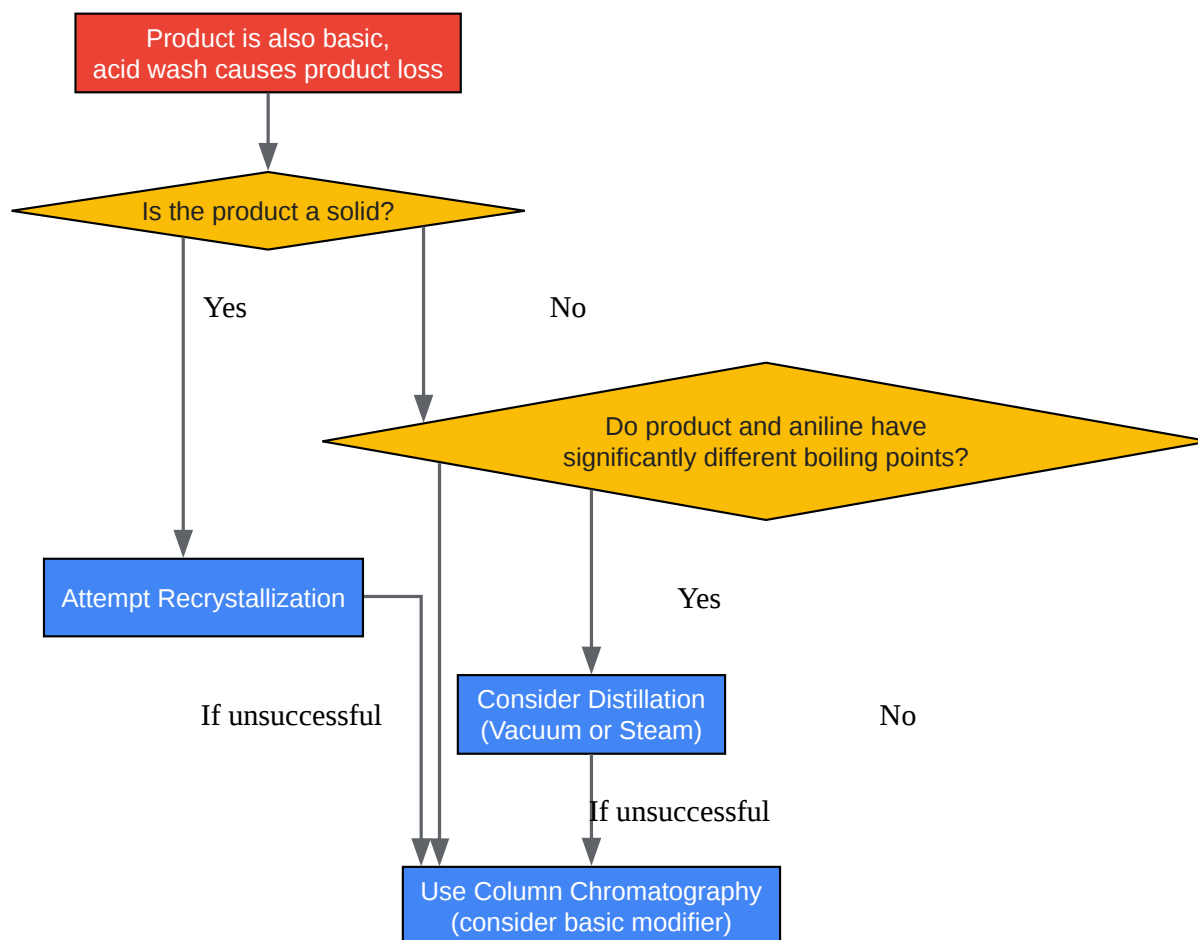 Product is also basic,
acid wash causes product loss
Is the product a solid?
Yes
No
Do product and aniline have
significantly different boiling points?
Attempt Recrystallization
Yes
If unsuccessful
Consider Distillation
(Vacuum or Steam)
No
If unsuccessful
Use Column Chromatography
(consider basic modifier)